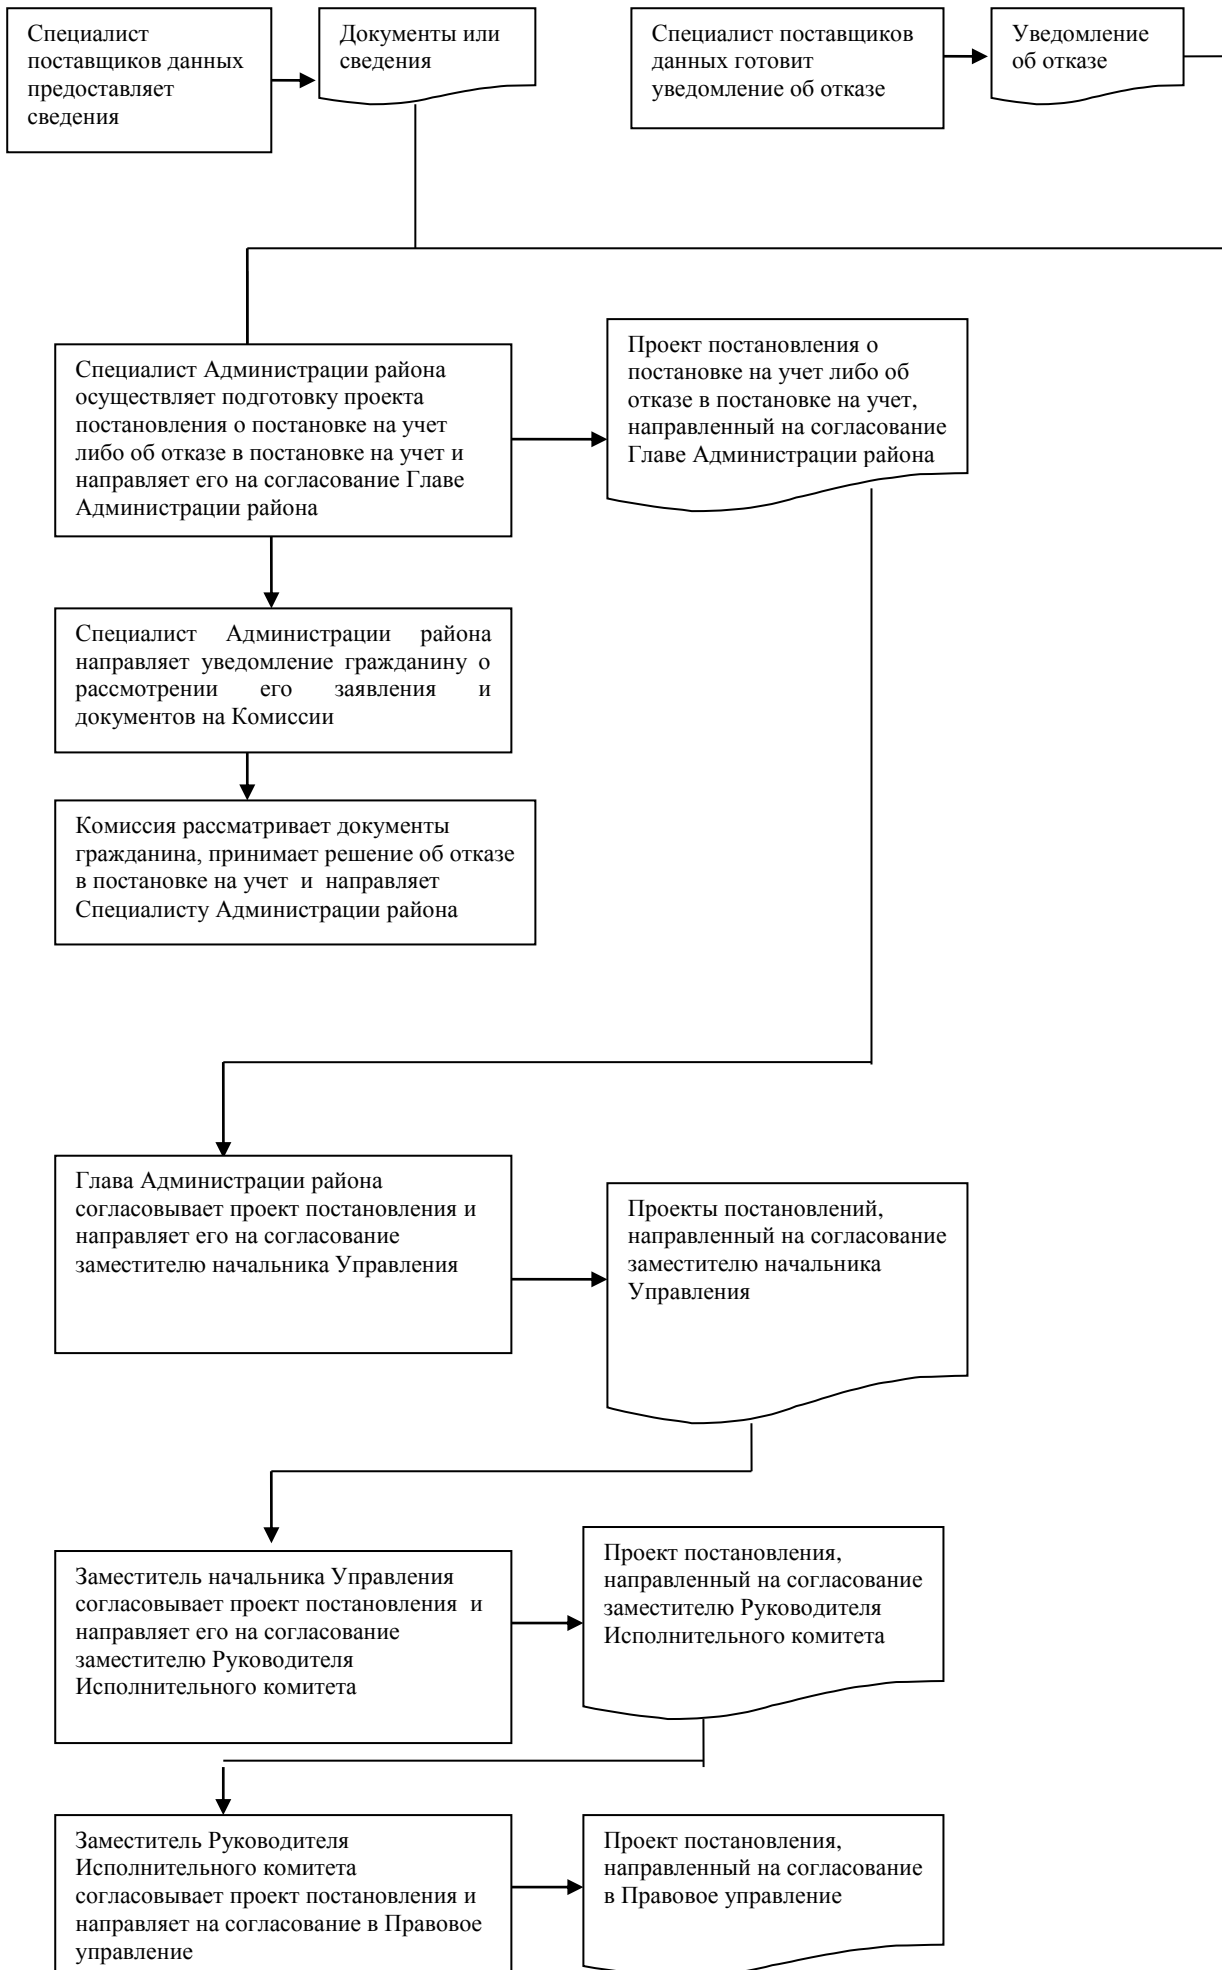 Специалист
поставщиков данных
предоставляет
сведения
Документы или
сведения
Специалист поставщиков
данных готовит
уведомление об отказе
Уведомление
об отказе
Специалист Администрации района
осуществляет подготовку проекта
постановления о постановке на учет
либо об отказе в постановке на учет и
направляет его на согласование Главе
Администрации района
Проект постановления о
постановке на учет либо об
отказе в постановке на учет,
направленный на согласование
Главе Администрации района
Специалист Администрации района
направляет уведомление гражданину о
рассмотрении его заявления и
документов на Комиссии
Комиссия рассматривает документы
гражданина, принимает решение об отказе
в постановке на учет и направляет
Специалисту Администрации района
Глава Администрации района
согласовывает проект постановления и
направляет его на согласование
заместителю начальника Управления
Проекты постановлений,
направленный на согласование
заместителю начальника
Управления
Заместитель начальника Управления
согласовывает проект постановления и
направляет его на согласование
заместителю Руководителя
Исполнительного комитета
Проект постановления,
направленный на согласование
заместителю Руководителя
Исполнительного комитета
Заместитель Руководителя
Исполнительного комитета
согласовывает проект постановления и
направляет на согласование в Правовое
управление
Проект постановления,
направленный на согласование
в Правовое управление